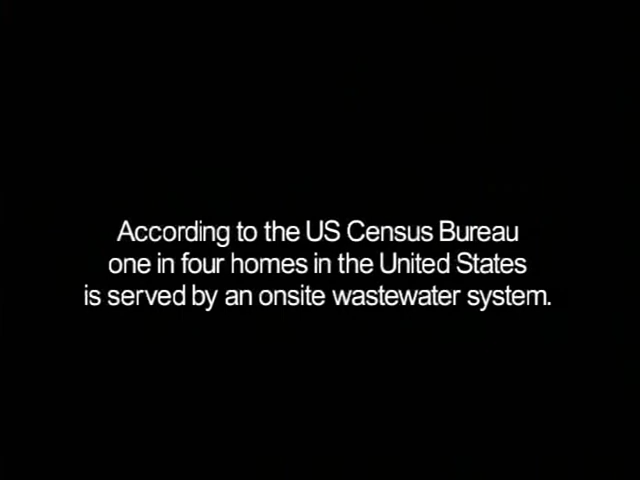 According to the US Census Bureau
one in four homes in the United States
is served by an onsite wastewater system.